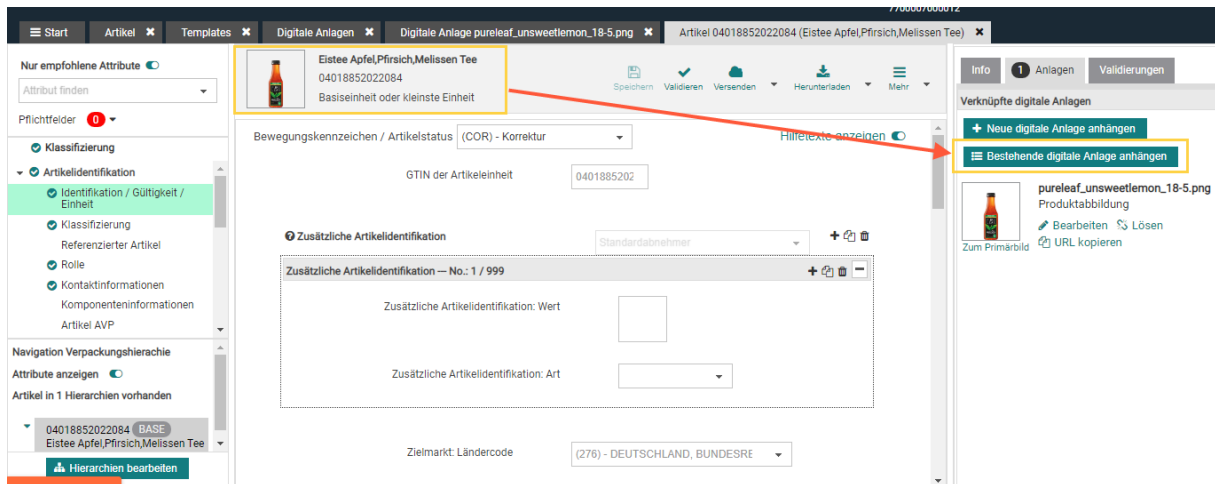 7700007000012
Start
Artikel
Templates
Digitale Anlagen
Digitale Anlage pureleaf_unsweetlemon_18-5.png
Artikel 04018852022084 (Eistee Apfel,Pfirsich,Melissen Tee)
Nur empfohlene Attribute
Attribut finden
Pflichtfelder 0
Klassifizierung
Artikelidentifikation
Identifikation / Gültigkeit /
Einheit
Klassifizierung
Referenzierter Artikel
Rolle
Kontaktinformationen
Komponenteninformationen
Artikel AVP
Navigation Verpackungshierachie
Attribute anzeigen
Artikel in 1 Hierarchien vorhanden
04018852022084 BASE
Eistee Apfel,Pfirsich,Melissen Tee
Hierarchien bearbeiten
Eistee Apfel,Pfirsich,Melissen Tee
04018852022084
Basiseinheit oder kleinste Einheit
Speichern
Validieren
Versenden
Herunterladen
Mehr
Bewegungskennzeichen / Artikelstatus (COR) - Korrektur
Hilfetexte anzeigen
GTIN der Artikeleinheit 0401885202
Zusätzliche Artikelidentifikation Standardabnehmer
Zusätzliche Artikelidentifikation — No.: 1 / 999
Zusätzliche Artikelidentifikation: Wert
Zusätzliche Artikelidentifikation: Art
Zielmarkt: Ländercode (276) - DEUTSCHLAND, BUNDESRE
Info
1 Anlagen
Validierungen
Verknüpfte digitale Anlagen
Neue digitale Anlage anhängen
Bestehende digitale Anlage anhängen
pureleaf_unsweetlemon_18-5.png
Produktabbildung
Bearbeiten Lösen
Zum Primärbild URL kopieren